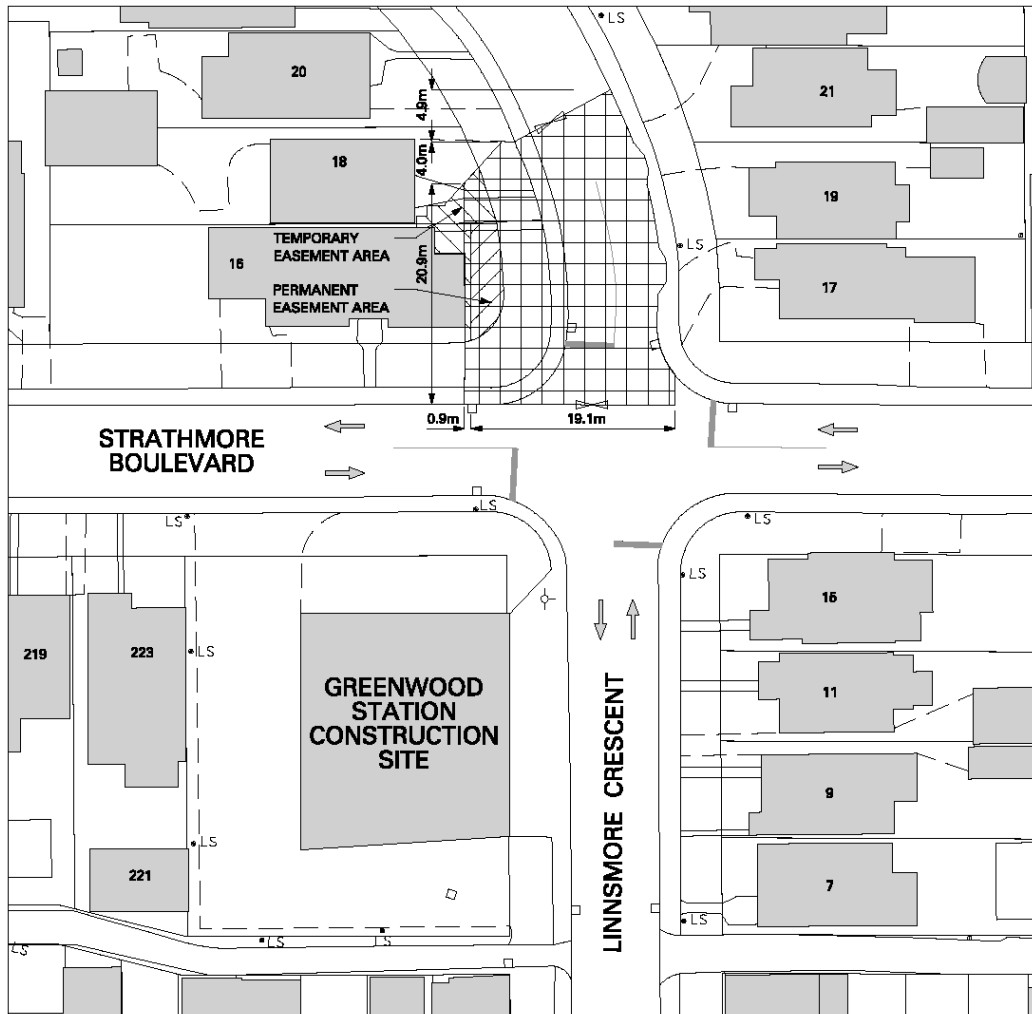 LS
20
21
4.9m
4.0m
18
19
TEMPORARY
EASEMENT AREA
LS
16
20.9m
17
PERMANENT
EASEMENT AREA
0.9m
19.1m
STRATHMORE
BOULEVARD
LS
LS
LS
LS
15
219
223
LS
GREENWOOD
STATION
CONSTRUCTION
SITE
11
LINNSMORE CRESCENT
9
LS
221
7
LS
LS
LS
LS